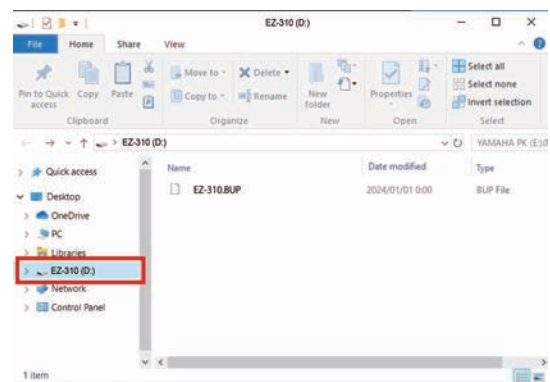 EZ-310 (D:)
File Home Share View
Pin to Quick access
Copy
Paste
Clipboard
Move to
Copy to
Delete
Rename
Organize
New folder
New
Properties
Open
Select all
Select none
Invert selection
Select
EZ-310 (D:)
YAMAHA PK
Quick access
Desktop
OneDrive
PC
Libraries
EZ-310 (D:)
Network
Control Panel
Name Date modified Type
EZ-310.BUP 2024/01/01 0:00 BUP File
1 item